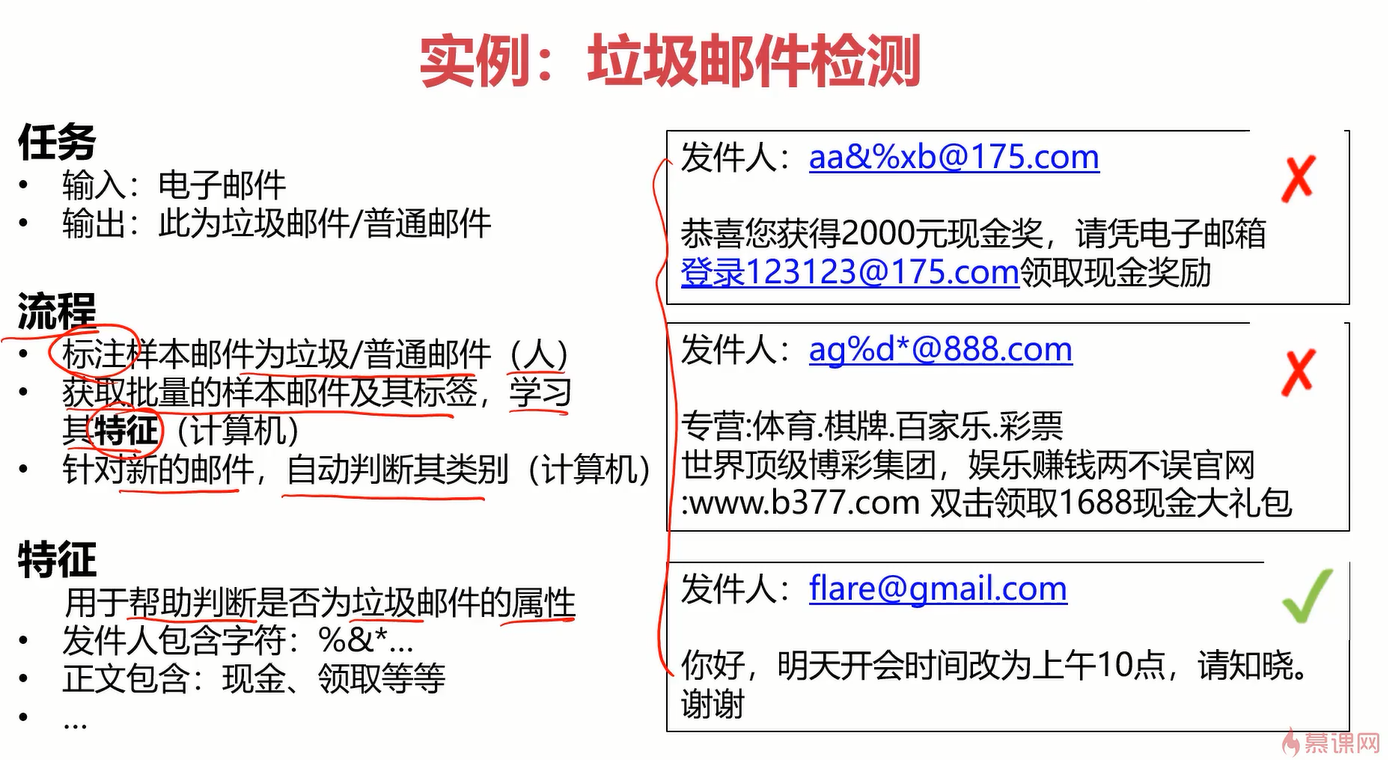 实例：垃圾邮件检测
任务
• 输入：电子邮件
• 输出：此为垃圾邮件/普通邮件
流程
• 标注样本邮件为垃圾/普通邮件（人）
• 获取批量的样本邮件及其标签，学习
其特征（计算机）
• 针对新的邮件，自动判断其类别（计算机）
特征
用于帮助判断是否为垃圾邮件的属性
• 发件人包含字符：%&*...
• 正文包含：现金、领取等等
• ...
发件人：aa&%xb@175.com
恭喜您获得2000元现金奖，请凭电子邮箱
登录123123@175.com领取现金奖励
发件人：ag%d*@888.com
专营:体育.棋牌.百家乐.彩票
世界顶级博彩集团，娱乐赚钱两不误官网
:www.b377.com 双击领取1688现金大礼包
发件人：flare@gmail.com
你好，明天开会时间改为上午10点，请知晓。
谢谢
慕课网